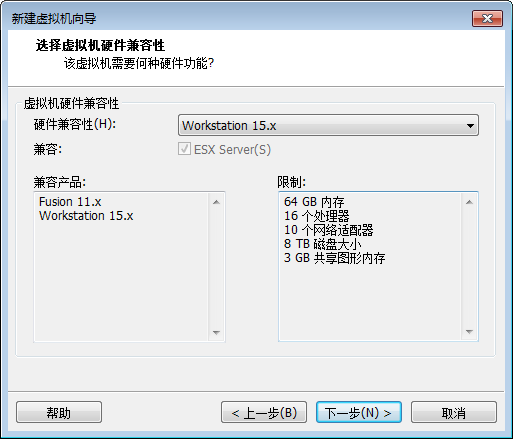 新建虚拟机向导
选择虚拟机硬件兼容性
该虚拟机需要何种硬件功能?
虚拟机硬件兼容性
硬件兼容性(H): Workstation 15.x
兼容: ESX Server(S)
兼容产品:
Fusion 11.x
Workstation 15.x
限制:
64 GB 内存
16 个处理器
10 个网络适配器
8 TB 磁盘大小
3 GB 共享图形内存
帮助 < 上一步(B) 下一步(N) > 取消